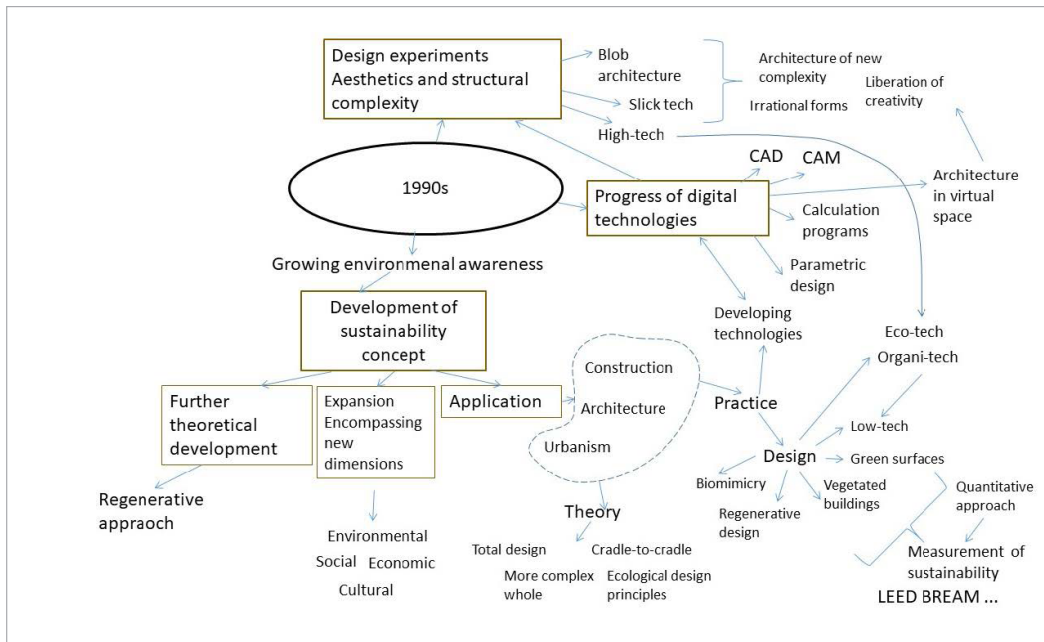 Design experiments
Aesthetics and structural
complexity
Blob
architecture
Slick tech
High-tech
Architecture of new
complexity
Irrational forms
Liberation of
creativity
1990s
Progress of digital
technologies
CAD
CAM
Calculation
programs
Parametric
design
Architecture
in virtual
space
Growing environmenal awareness
Development of
sustainability
concept
Further
theoretical
development
Expansion
Encompassing
new
dimensions
Application
Construction
Architecture
Urbanism
Developing
technologies
Practice
Eco-tech
Organi-tech
Low-tech
Design
Green surfaces
Biomimicry
Regenerative
design
Vegetated
buildings
Quantitative
approach
Measurement of
sustainability
LEED BREAM ...
Regenerative
appraoch
Environmental
Social
Economic
Cultural
Theory
Total design
Cradle-to-cradle
More complex
whole
Ecological design
principles